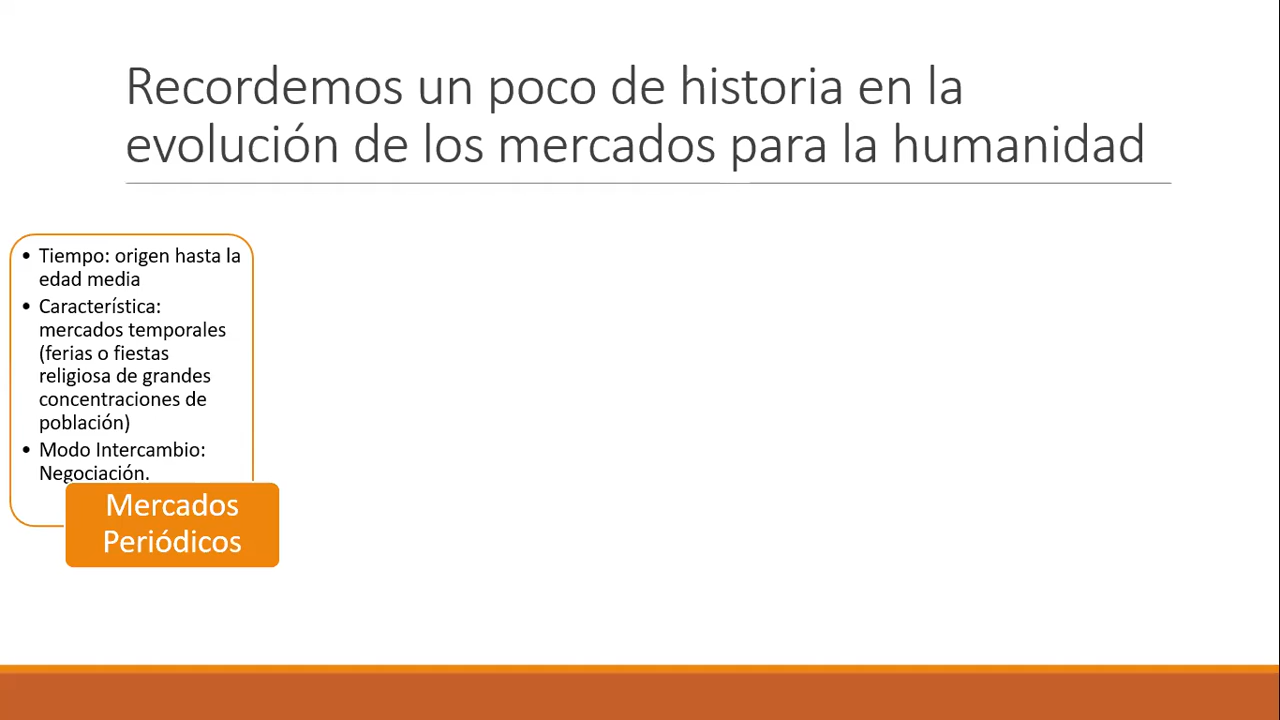 Recordemos un poco de historia en la
evolución de los mercados para la humanidad
• Tiempo: origen hasta la
edad media
• Característica:
mercados temporales
(ferias o fiestas
religiosa de grandes
concentraciones de
población)
• Modo Intercambio:
Negociación.
Mercados
Periódicos